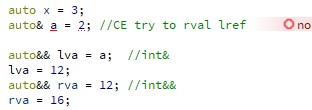 auto x = 3;
auto& a = 2; //CE try to rval lref no
auto&& lva = a; //int&
lva = 12;
auto&& rva = 12; //int&&
rva = 16;